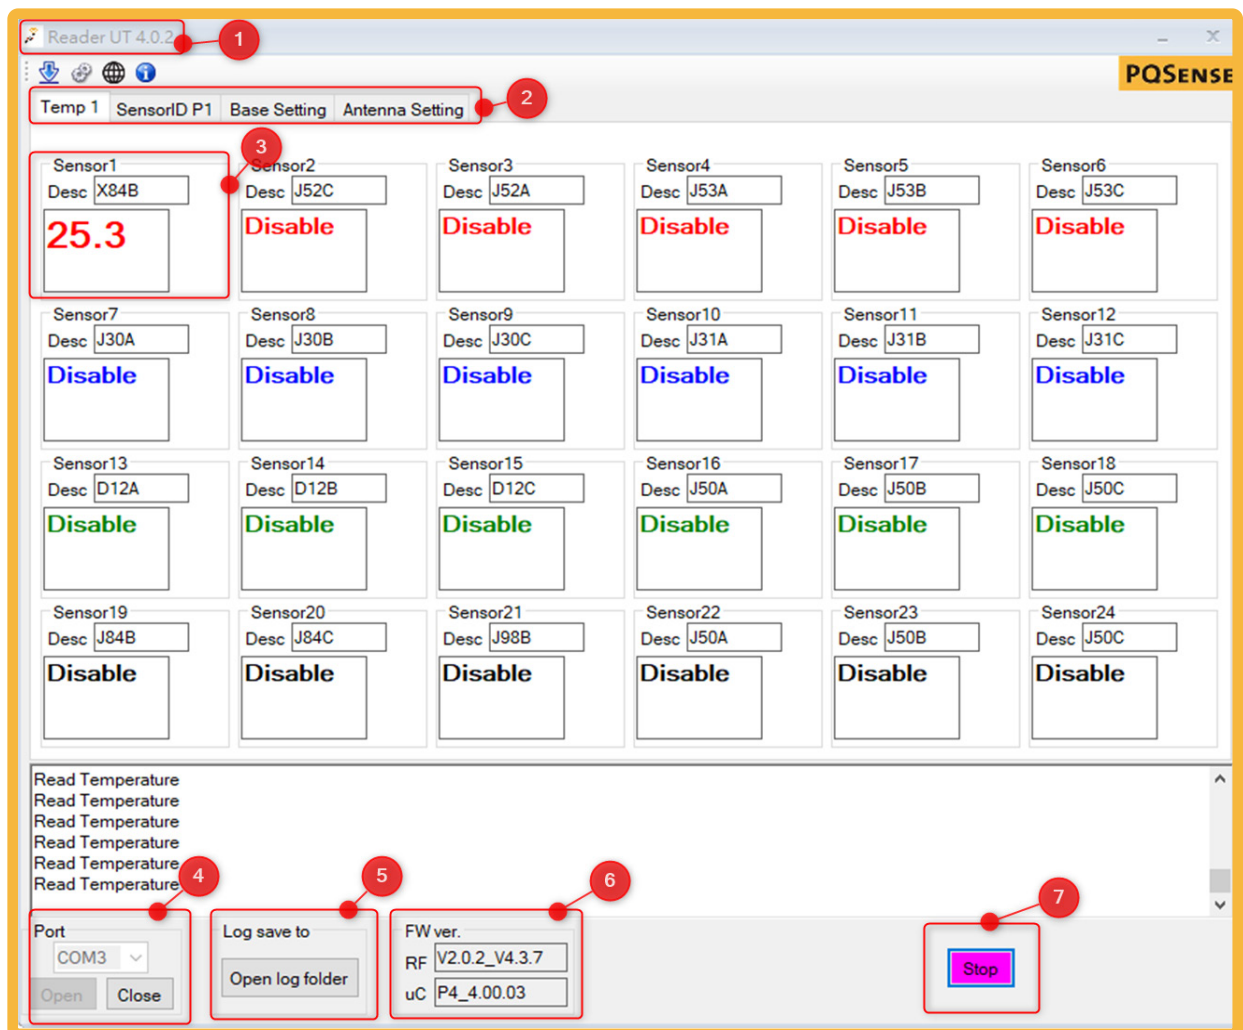 Reader UT 4.0.2
1
PQSENSE
Temp 1 SensorID P1 Base Setting Antenna Setting
2
3
Sensor1 Sensor2 Sensor3 Sensor4 Sensor5 Sensor6
Desc X84B Desc J52C Desc J52A Desc J53A Desc J53B Desc J53C
25.3 Disable Disable Disable Disable Disable
Sensor7 Sensor8 Sensor9 Sensor10 Sensor11 Sensor12
Desc J30A Desc J30B Desc J30C Desc J31A Desc J31B Desc J31C
Disable Disable Disable Disable Disable Disable
Sensor13 Sensor14 Sensor15 Sensor16 Sensor17 Sensor18
Desc D12A Desc D12B Desc D12C Desc J50A Desc J50B Desc J50C
Disable Disable Disable Disable Disable Disable
Sensor19 Sensor20 Sensor21 Sensor22 Sensor23 Sensor24
Desc J84B Desc J84C Desc J98B Desc J50A Desc J50B Desc J50C
Disable Disable Disable Disable Disable Disable
Read Temperature
Read Temperature
Read Temperature
Read Temperature
Read Temperature
Read Temperature
4
5
6
7
Port
COM3
Open Close
Log save to
Open log folder
FW ver.
RF V2.0.2_V4.3.7
uC P4_4.00.03
Stop